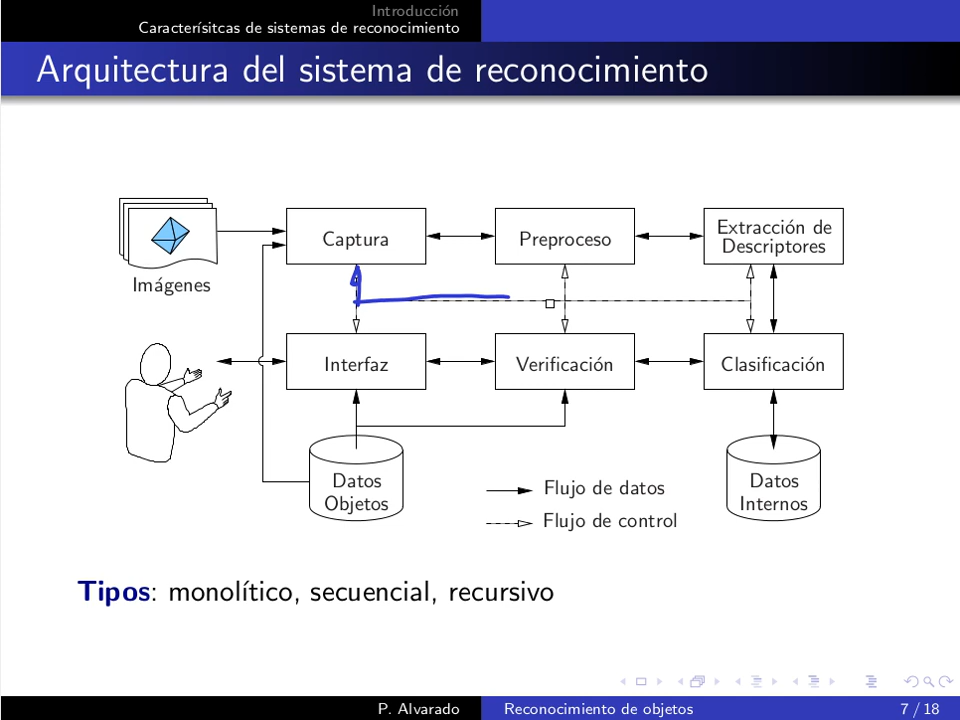 Introducción
Caracterísitcas de sistemas de reconocimiento
Arquitectura del sistema de reconocimiento
Imágenes
Captura
Preproceso
Extracción de
Descriptores
Interfaz
Verificación
Clasificación
Datos
Objetos
Flujo de datos
Flujo de control
Datos
Internos
Tipos: monolítico, secuencial, recursivo
P. Alvarado
Reconocimiento de objetos
7 / 18